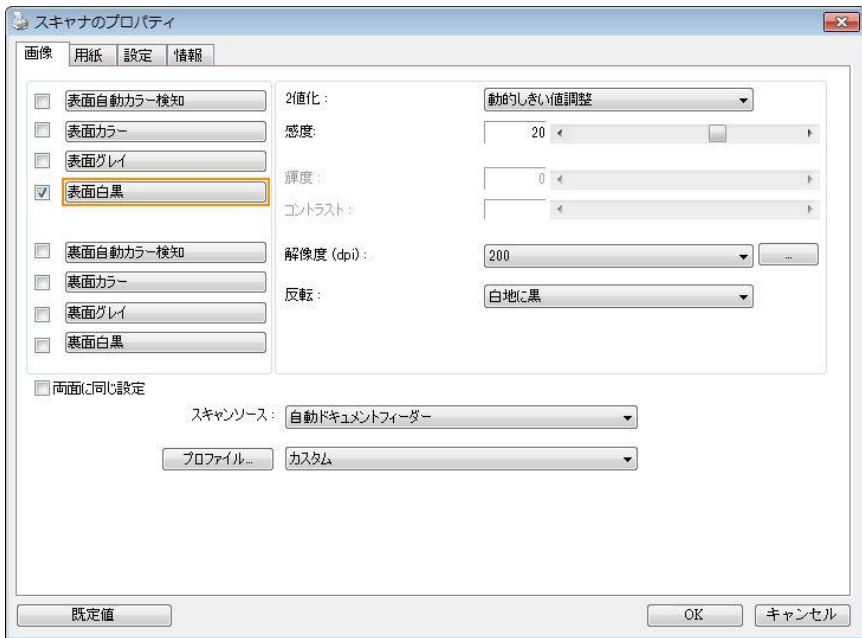 スキャナのプロパティ
画像 用紙 設定 情報
表面自動カラー検知
表面カラー
表面グレイ
表面白黒
裏面自動カラー検知
裏面カラー
裏面グレイ
裏面白黒
2値化： 動的しきい値調整
感度: 20
輝度： 0
コントラスト：
解像度 (dpi)： 200 ...
反転： 白地に黒
両面に同じ設定
スキャンソース： 自動ドキュメントフィーダー
プロファイル... カスタム
既定値 OK キャンセル